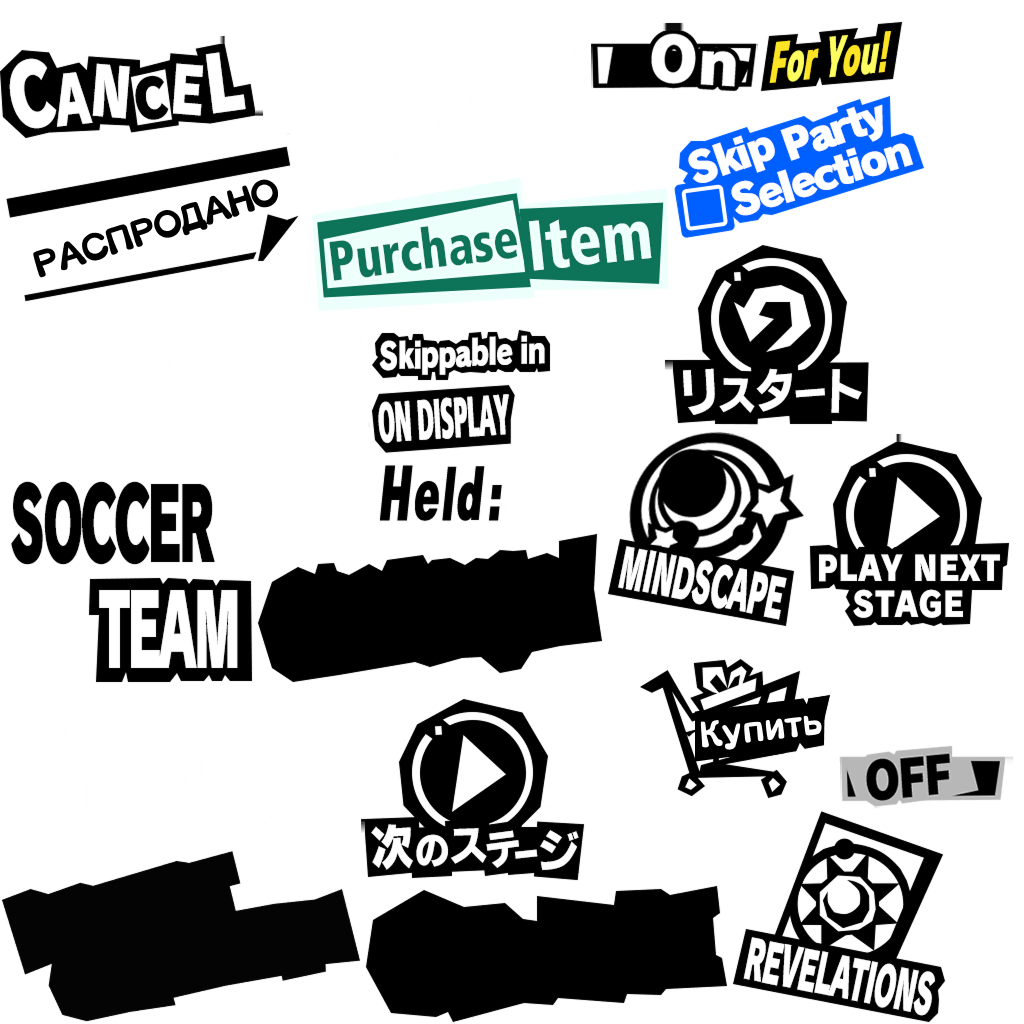 CANCEL
On
For You!
Skip Party
Selection
РАСПРОДАНО
Purchase Item
Skippable in
リスタート
ON DISPLAY
Held:
SOCCER
TEAM
MINDSCAPE
PLAY NEXT
STAGE
Купить
OFF
次のステージ
REVELATIONS